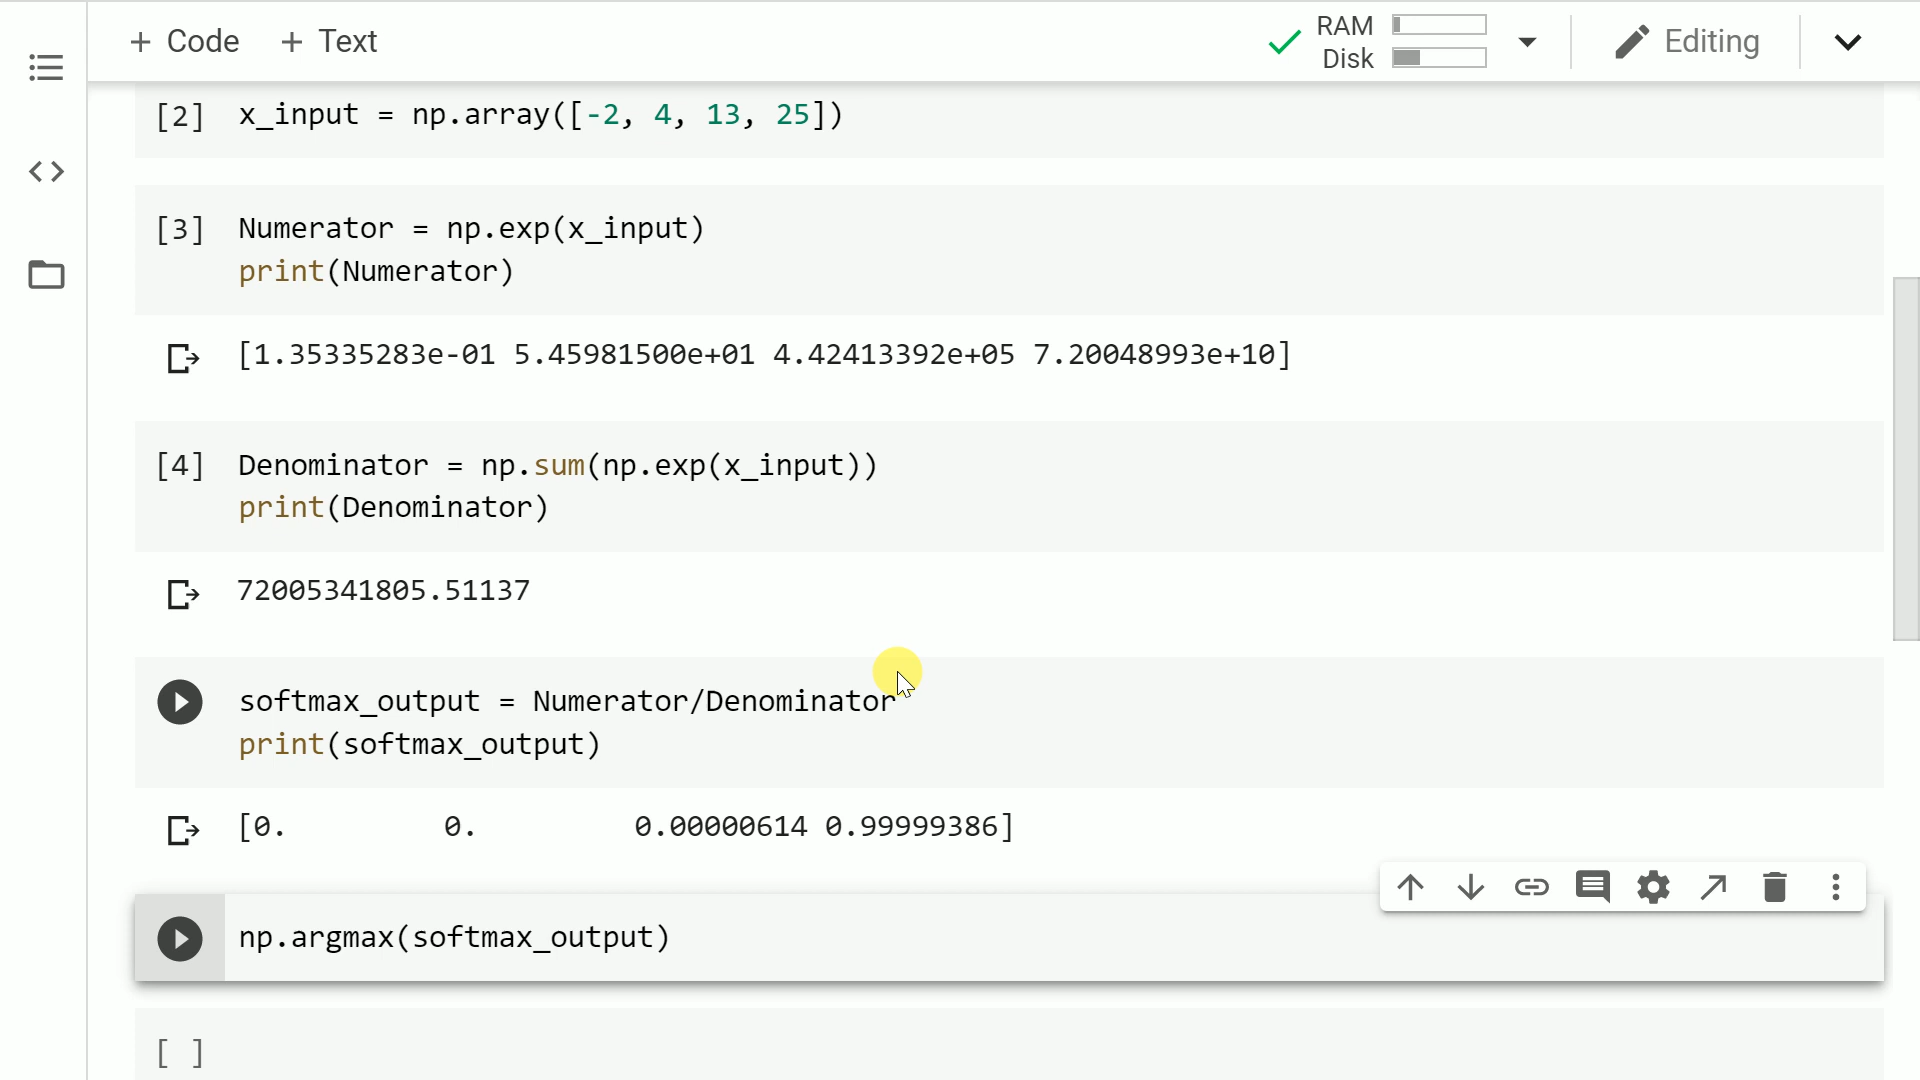 + Code + Text
RAM
Disk
Editing
[2] x_input = np.array([-2, 4, 13, 25])
[3] Numerator = np.exp(x_input)
print(Numerator)
[1.35335283e-01 5.45981500e+01 4.42413392e+05 7.20048993e+10]
[4] Denominator = np.sum(np.exp(x_input))
print(Denominator)
72005341805.51137
softmax_output = Numerator/Denominator
print(softmax_output)
[0. 0. 0.00000614 0.99999386]
np.argmax(softmax_output)
[ ]